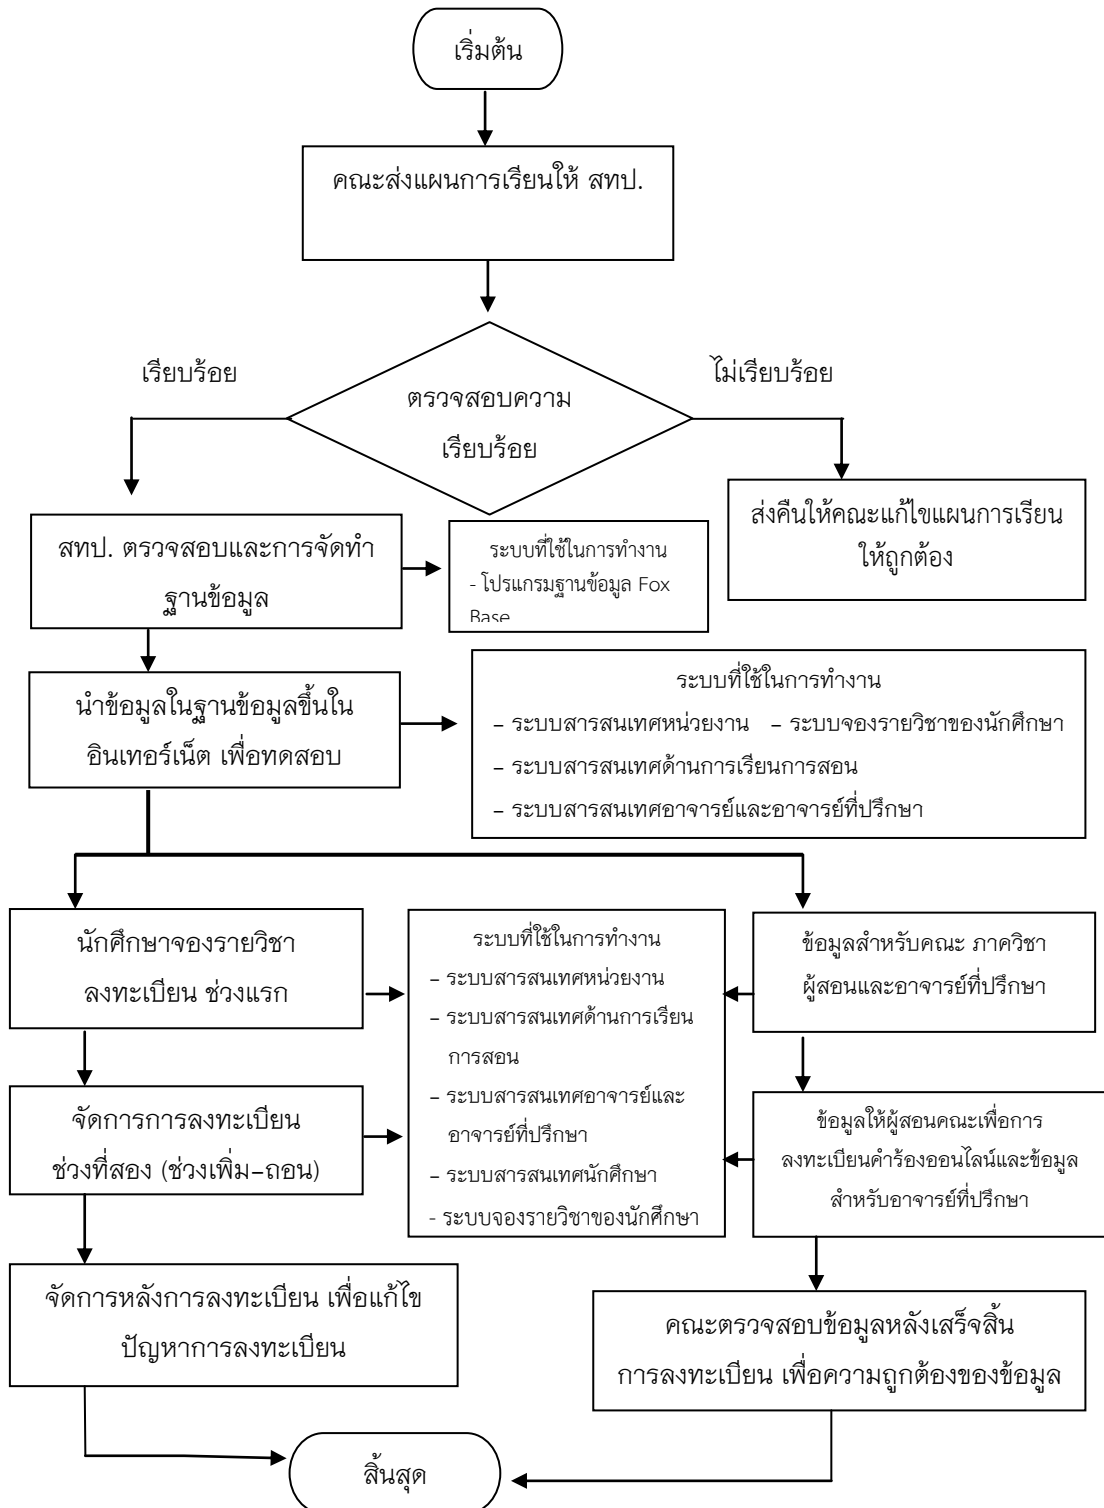 เริ่มต้น
คณะส่งแผนการเรียนให้ สทป.
เรียบร้อย
ไม่เรียบร้อย
ตรวจสอบความ
เรียบร้อย
ส่งคืนให้คณะแก้ไขแผนการเรียน
ให้ถูกต้อง
สทป. ตรวจสอบและการจัดทำ
ฐานข้อมูล
ระบบที่ใช้ในการทำงาน
- โปรแกรมฐานข้อมูล Fox
Base
นำข้อมูลในฐานข้อมูลขึ้นใน
อินเทอร์เน็ต เพื่อทดสอบ
ระบบที่ใช้ในการทำงาน
– ระบบสารสนเทศหน่วยงาน – ระบบจองรายวิชาของนักศึกษา
– ระบบสารสนเทศด้านการเรียนการสอน
– ระบบสารสนเทศอาจารย์และอาจารย์ที่ปรึกษา
นักศึกษาจองรายวิชา
ลงทะเบียน ช่วงแรก
ระบบที่ใช้ในการทำงาน
– ระบบสารสนเทศหน่วยงาน
– ระบบสารสนเทศด้านการเรียน
การสอน
– ระบบสารสนเทศอาจารย์และ
อาจารย์ที่ปรึกษา
– ระบบสารสนเทศนักศึกษา
- ระบบจองรายวิชาของนักศึกษา
ข้อมูลสำหรับคณะ ภาควิชา
ผู้สอนและอาจารย์ที่ปรึกษา
จัดการการลงทะเบียน
ช่วงที่สอง (ช่วงเพิ่ม–ถอน)
ข้อมูลให้ผู้สอนคณะเพื่อการ
ลงทะเบียนคำร้องออนไลน์และข้อมูล
สำหรับอาจารย์ที่ปรึกษา
จัดการหลังการลงทะเบียน เพื่อแก้ไข
ปัญหาการลงทะเบียน
คณะตรวจสอบข้อมูลหลังเสร็จสิ้น
การลงทะเบียน เพื่อความถูกต้องของข้อมูล
สิ้นสุด